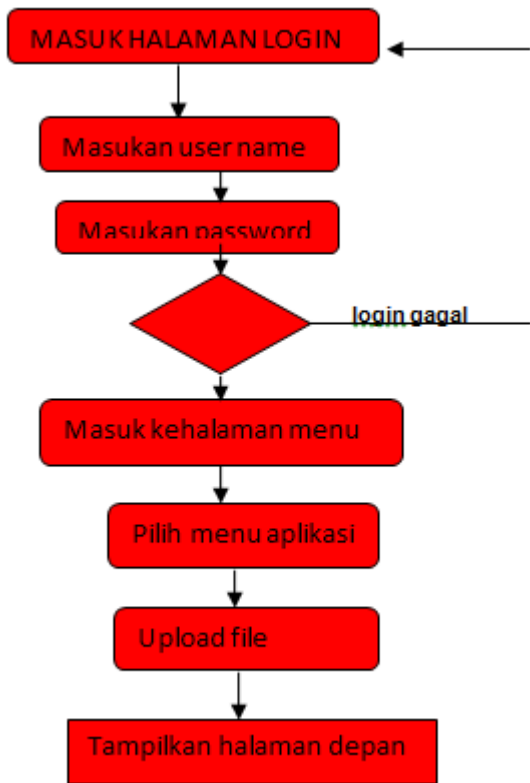 MASUK HALAMAN LOGIN
Masukan user name
Masukan password
login gagal
Masuk kehalaman menu
Pilih menu aplikasi
Upload file
Tampilkan halaman depan